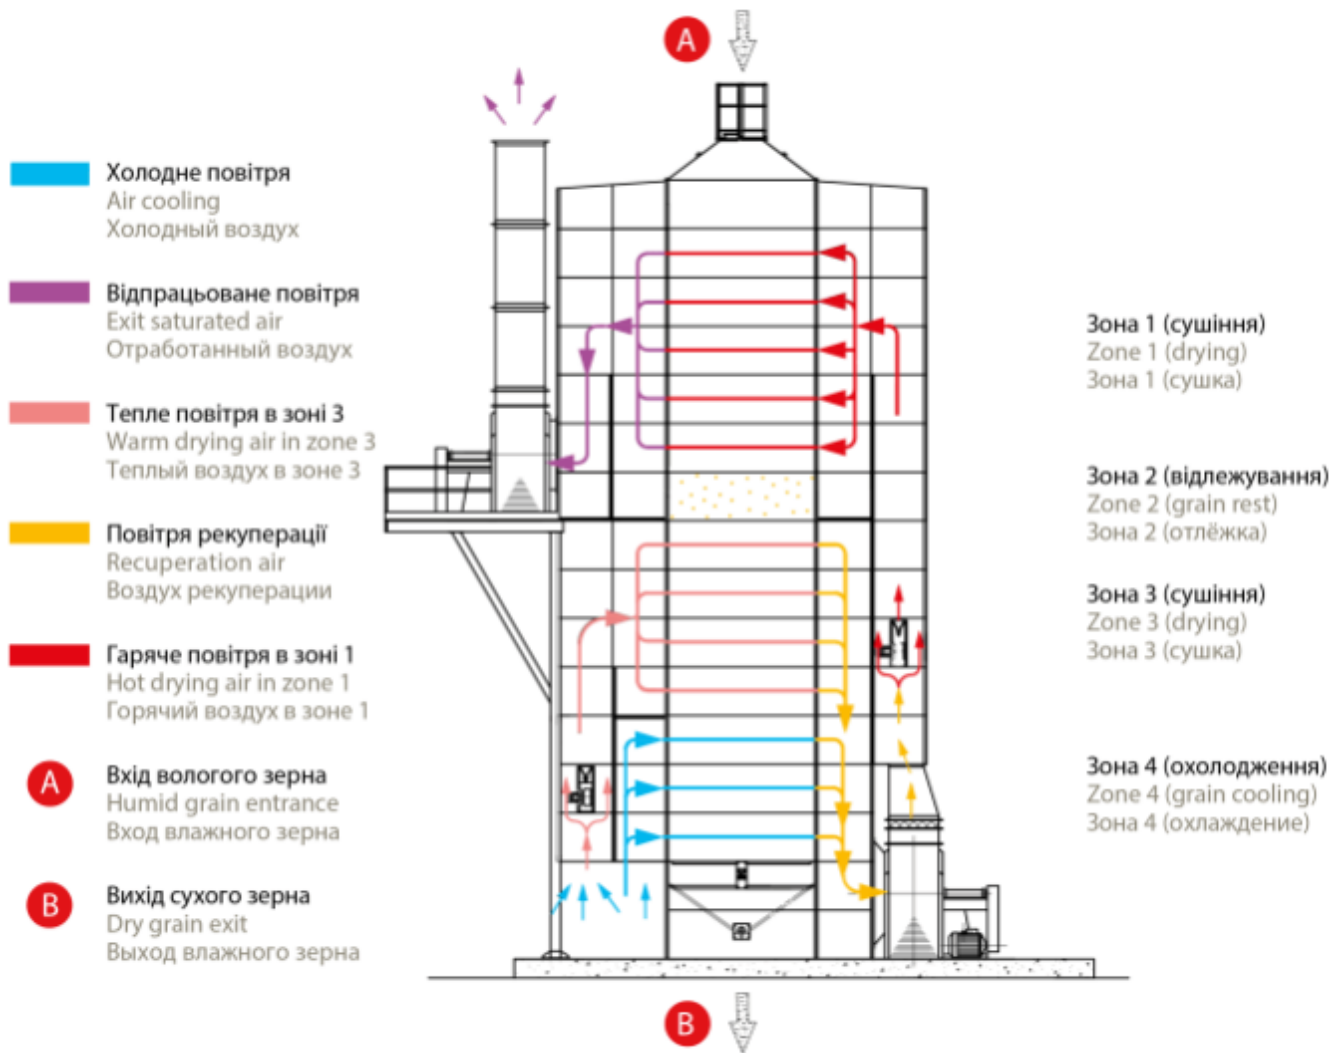 A
Холодне повітря
Air cooling
Холодный воздух
Відпрацьоване повітря
Exit saturated air
Отработанный воздух
Тепле повітря в зоні 3
Warm drying air in zone 3
Теплый воздух в зоне 3
Повітря рекуперації
Recuperation air
Воздух рекуперации
Гаряче повітря в зоні 1
Hot drying air in zone 1
Горячий воздух в зоне 1
A
Вхід вологого зерна
Humid grain entrance
Вход влажного зерна
B
Вихід сухого зерна
Dry grain exit
Выход влажного зерна
Зона 1 (сушіння)
Zone 1 (drying)
Зона 1 (сушка)
Зона 2 (відлежування)
Zone 2 (grain rest)
Зона 2 (отлёжка)
Зона 3 (сушіння)
Zone 3 (drying)
Зона 3 (сушка)
Зона 4 (охолодження)
Zone 4 (grain cooling)
Зона 4 (охлаждение)
B